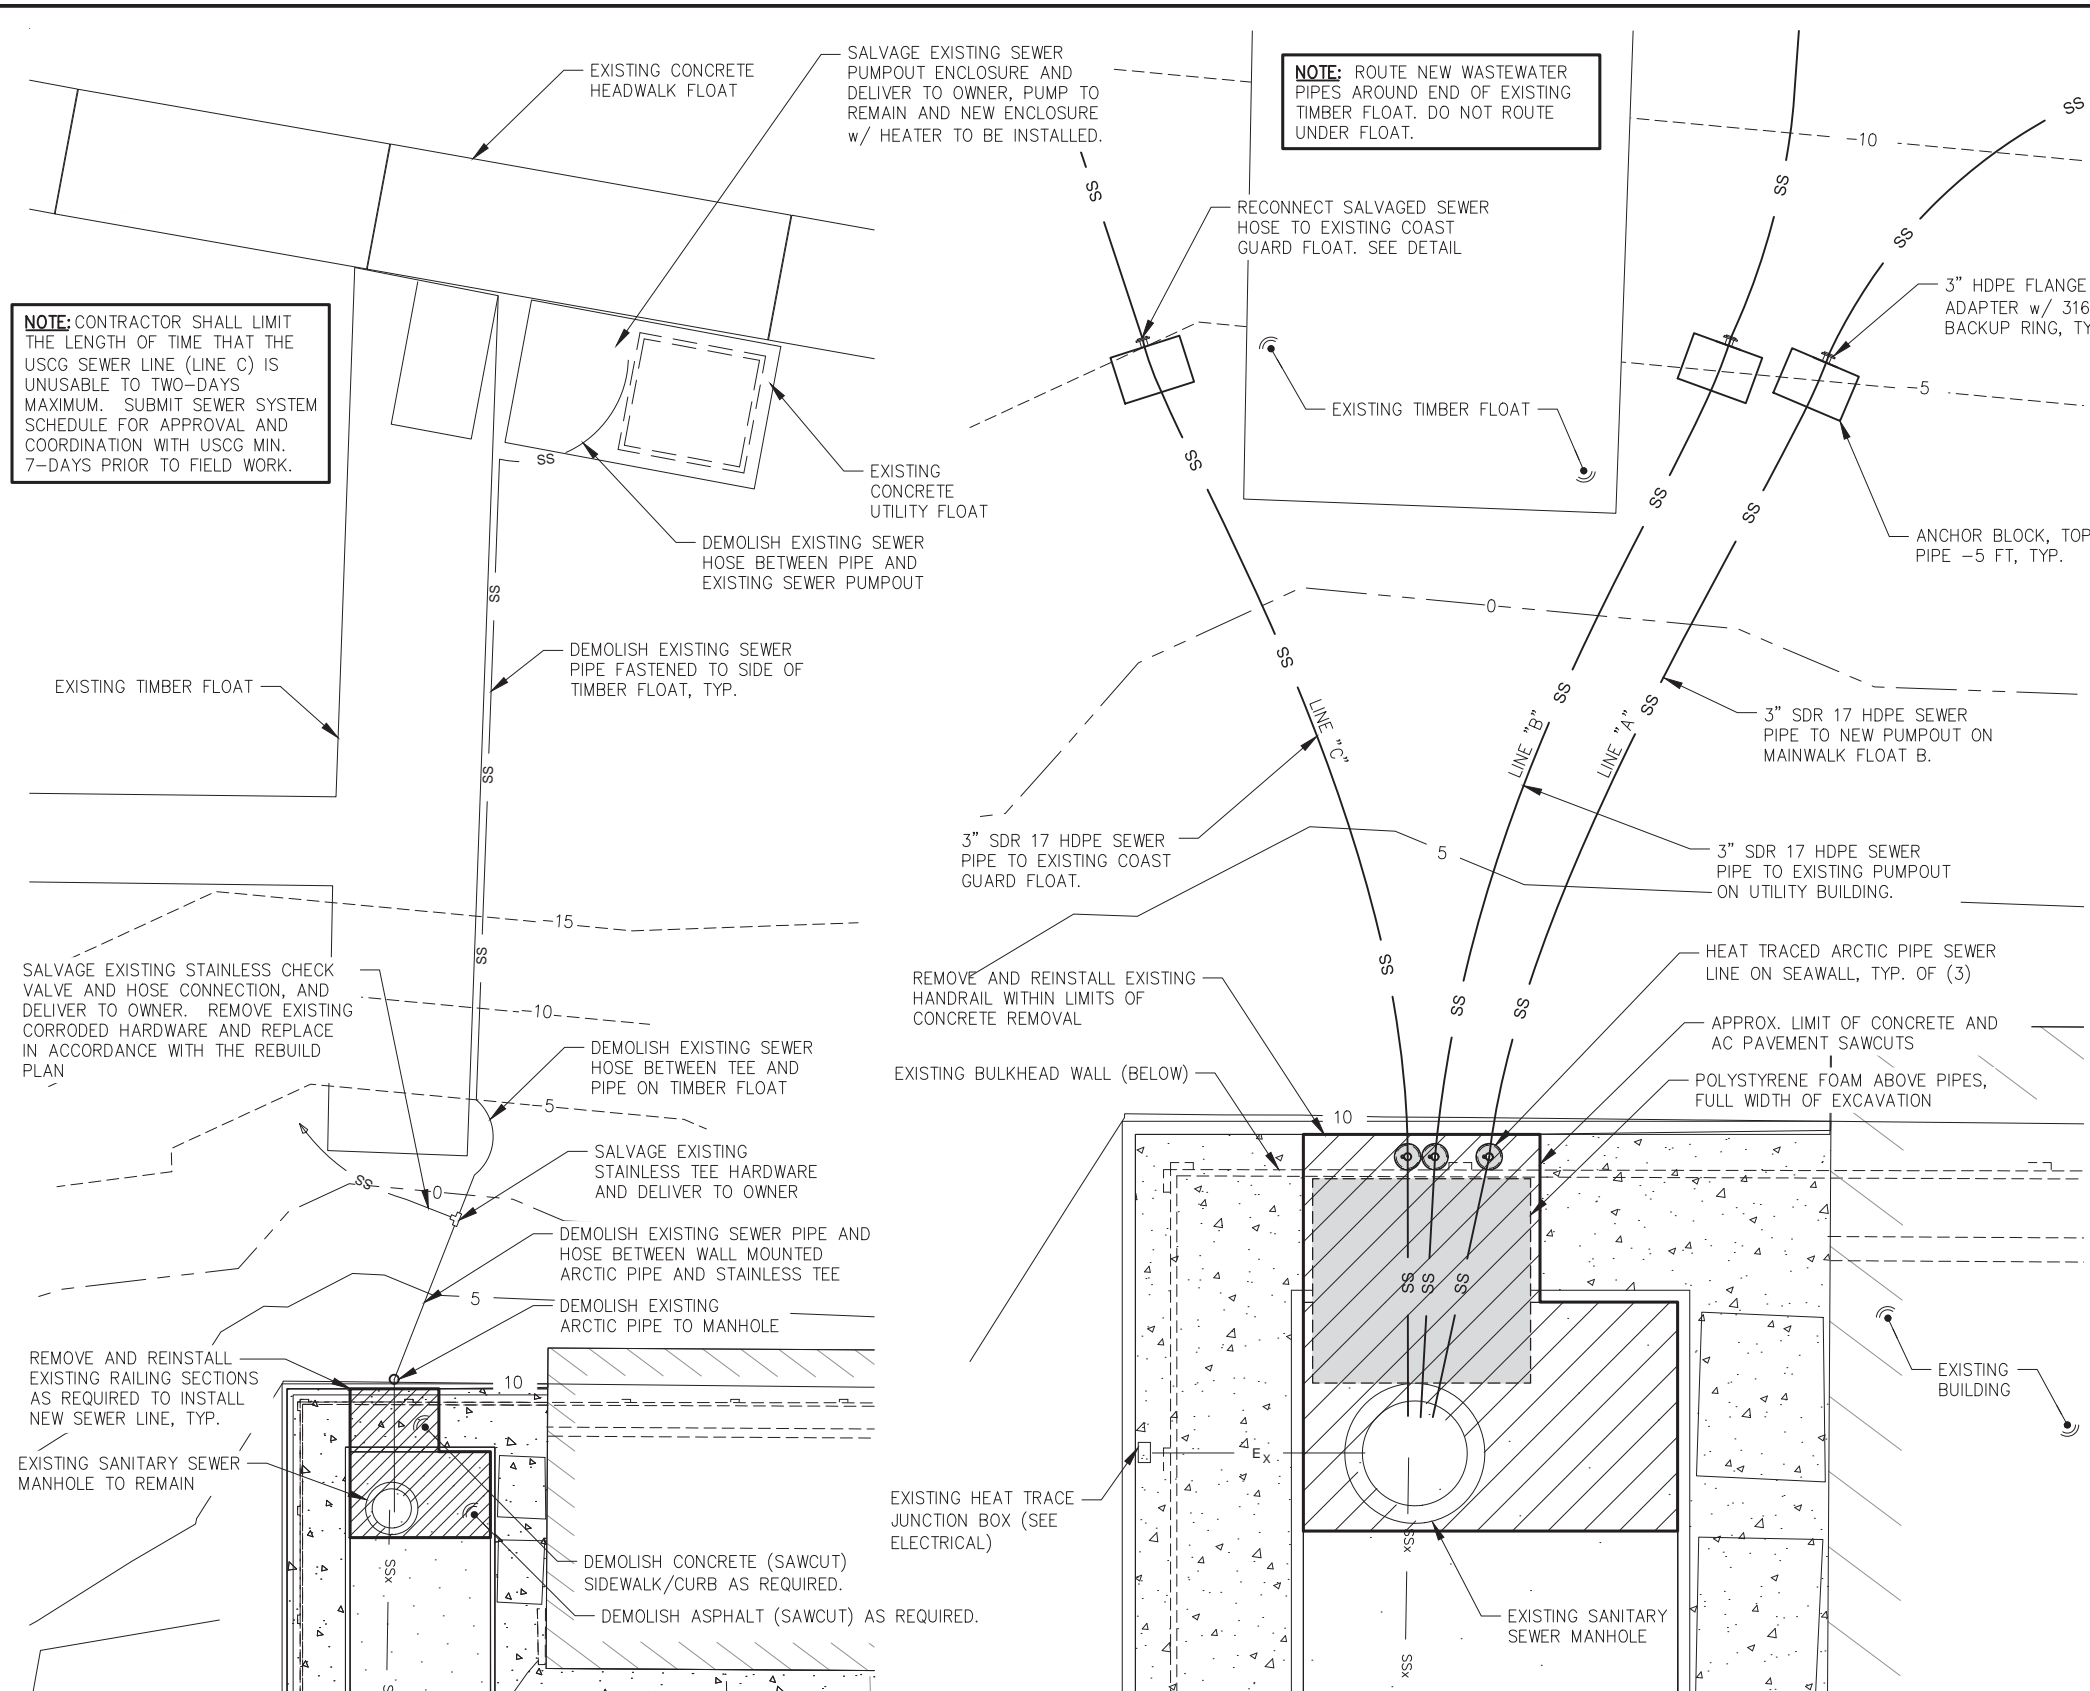 EXISTING CONCRETE
HEADWALK FLOAT
SALVAGE EXISTING SEWER
PUMPOUT ENCLOSURE AND
DELIVER TO OWNER, PUMP TO
REMAIN AND NEW ENCLOSURE
w/ HEATER TO BE INSTALLED.
NOTE: CONTRACTOR SHALL LIMIT
THE LENGTH OF TIME THAT THE
USCG SEWER LINE (LINE C) IS
UNUSABLE TO TWO-DAYS
MAXIMUM. SUBMIT SEWER SYSTEM
SCHEDULE FOR APPROVAL AND
COORDINATION WITH USCG MIN.
7-DAYS PRIOR TO FIELD WORK.
SS
EXISTING
CONCRETE
UTILITY FLOAT
DEMOLISH EXISTING SEWER
HOSE BETWEEN PIPE AND
EXISTING SEWER PUMPOUT
SS
DEMOLISH EXISTING SEWER
PIPE FASTENED TO SIDE OF
TIMBER FLOAT, TYP.
EXISTING TIMBER FLOAT
SS
-15
SS
SALVAGE EXISTING STAINLESS CHECK
VALVE AND HOSE CONNECTION, AND
DELIVER TO OWNER. REMOVE EXISTING
CORRODED HARDWARE AND REPLACE
IN ACCORDANCE WITH THE REBUILD
PLAN
-10
DEMOLISH EXISTING SEWER
HOSE BETWEEN TEE AND
PIPE ON TIMBER FLOAT
-5
SALVAGE EXISTING
STAINLESS TEE HARDWARE
AND DELIVER TO OWNER
SS
0
DEMOLISH EXISTING SEWER PIPE AND
HOSE BETWEEN WALL MOUNTED
ARCTIC PIPE AND STAINLESS TEE
5
DEMOLISH EXISTING
ARCTIC PIPE TO MANHOLE
REMOVE AND REINSTALL
EXISTING RAILING SECTIONS
AS REQUIRED TO INSTALL
NEW SEWER LINE, TYP.
10
EXISTING SANITARY SEWER
MANHOLE TO REMAIN
SSx
DEMOLISH CONCRETE (SAWCUT)
SIDEWALK/CURB AS REQUIRED.
DEMOLISH ASPHALT (SAWCUT) AS REQUIRED.
NOTE: ROUTE NEW WASTEWATER
PIPES AROUND END OF EXISTING
TIMBER FLOAT. DO NOT ROUTE
UNDER FLOAT.
SS
-10
SS
SS
RECONNECT SALVAGED SEWER
HOSE TO EXISTING COAST
GUARD FLOAT. SEE DETAIL
SS
3" HDPE FLANGE
ADAPTER w/ 316
BACKUP RING, TY
-5
EXISTING TIMBER FLOAT
SS
SS
SS
ANCHOR BLOCK, TOP
PIPE -5 FT, TYP.
0
SS
SS
SS
LINE "C"
LINE "B"
LINE "A"
3" SDR 17 HDPE SEWER
PIPE TO NEW PUMPOUT ON
MAINWALK FLOAT B.
3" SDR 17 HDPE SEWER
PIPE TO EXISTING COAST
GUARD FLOAT.
5
3" SDR 17 HDPE SEWER
PIPE TO EXISTING PUMPOUT
ON UTILITY BUILDING.
SS
SS
SS
HEAT TRACED ARCTIC PIPE SEWER
LINE ON SEAWALL, TYP. OF (3)
REMOVE AND REINSTALL EXISTING
HANDRAIL WITHIN LIMITS OF
CONCRETE REMOVAL
APPROX. LIMIT OF CONCRETE AND
AC PAVEMENT SAWCUTS
EXISTING BULKHEAD WALL (BELOW)
POLYSTYRENE FOAM ABOVE PIPES,
FULL WIDTH OF EXCAVATION
10
SS
SS
SS
EXISTING
BUILDING
EX
EXISTING HEAT TRACE
JUNCTION BOX (SEE
ELECTRICAL)
SSx
EXISTING SANITARY
SEWER MANHOLE
SSx